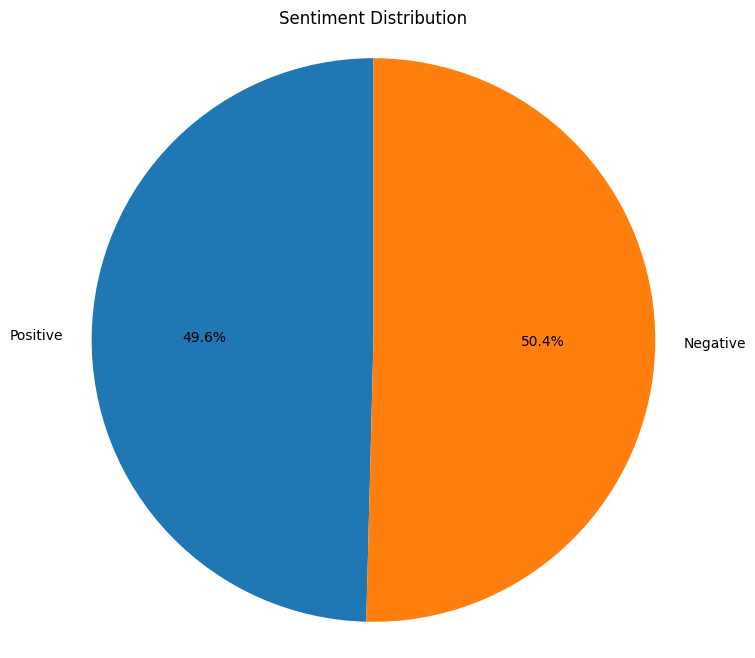 Sentiment Distribution
Positive
49.6%
50.4%
Negative